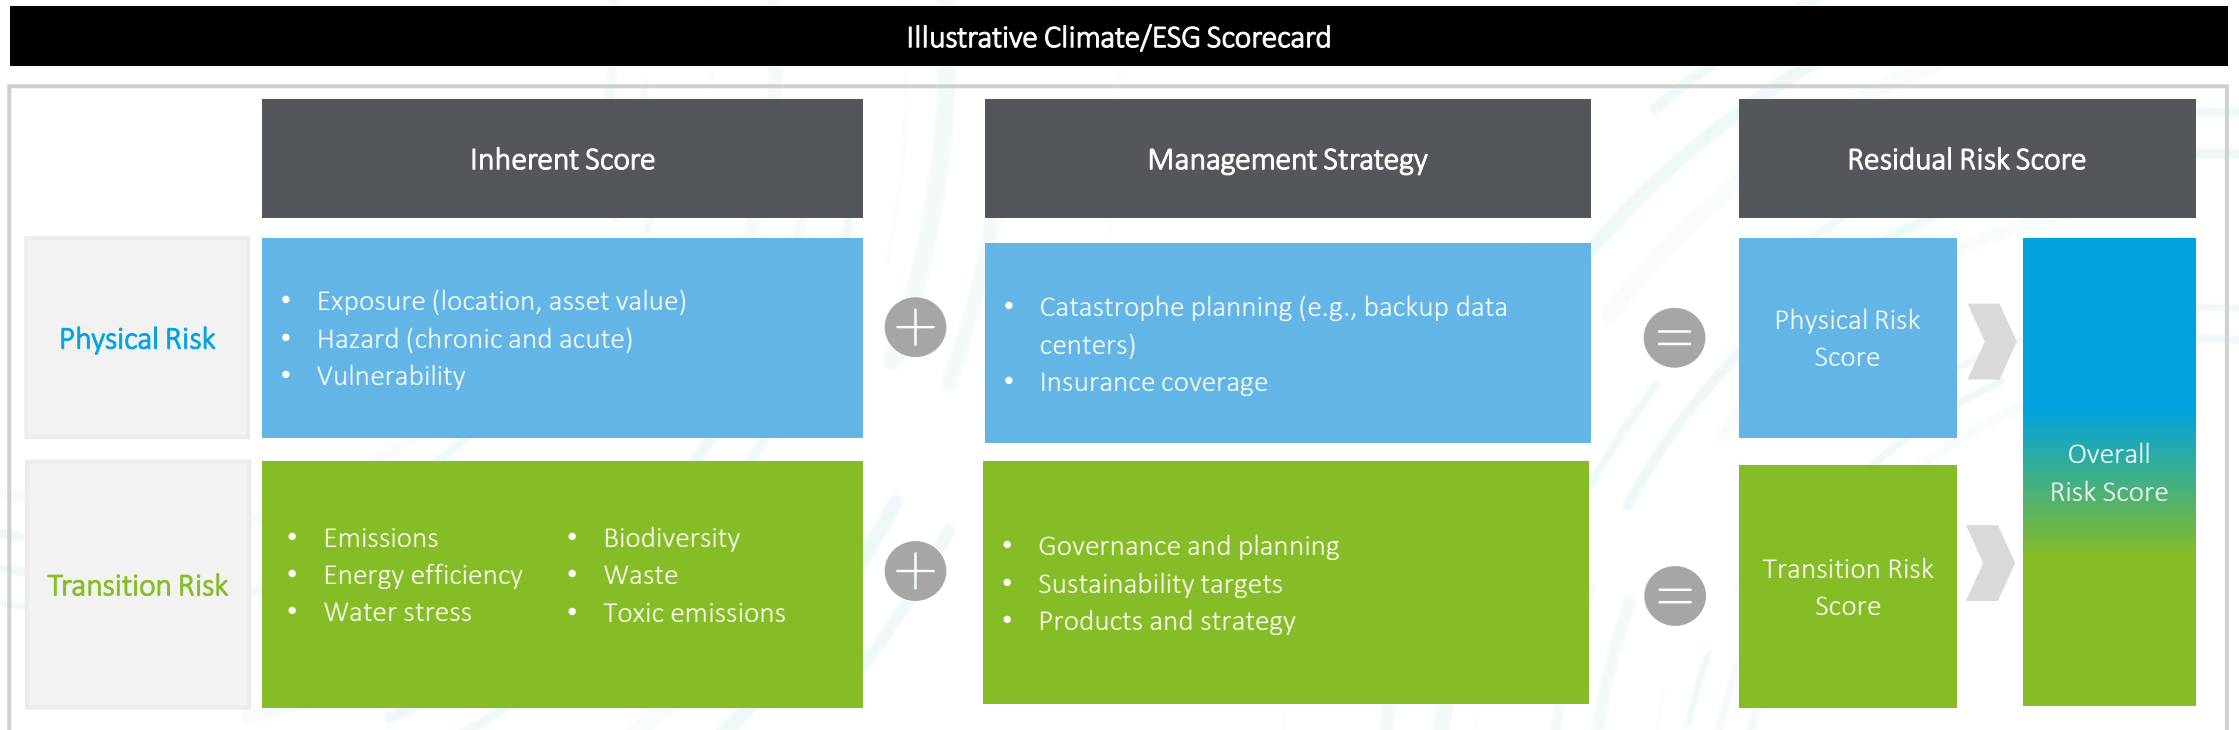 Illustrative Climate/ESG Scorecard
Inherent Score
Management Strategy
Residual Risk Score
Physical Risk
• Exposure (location, asset value)
• Hazard (chronic and acute)
• Vulnerability
• Catastrophe planning (e.g., backup data
centers)
• Insurance coverage
Physical Risk
Score
Overall
Risk Score
Transition Risk
• Emissions
• Energy efficiency
• Water stress
• Biodiversity
• Waste
• Toxic emissions
• Governance and planning
• Sustainability targets
• Products and strategy
Transition Risk
Score